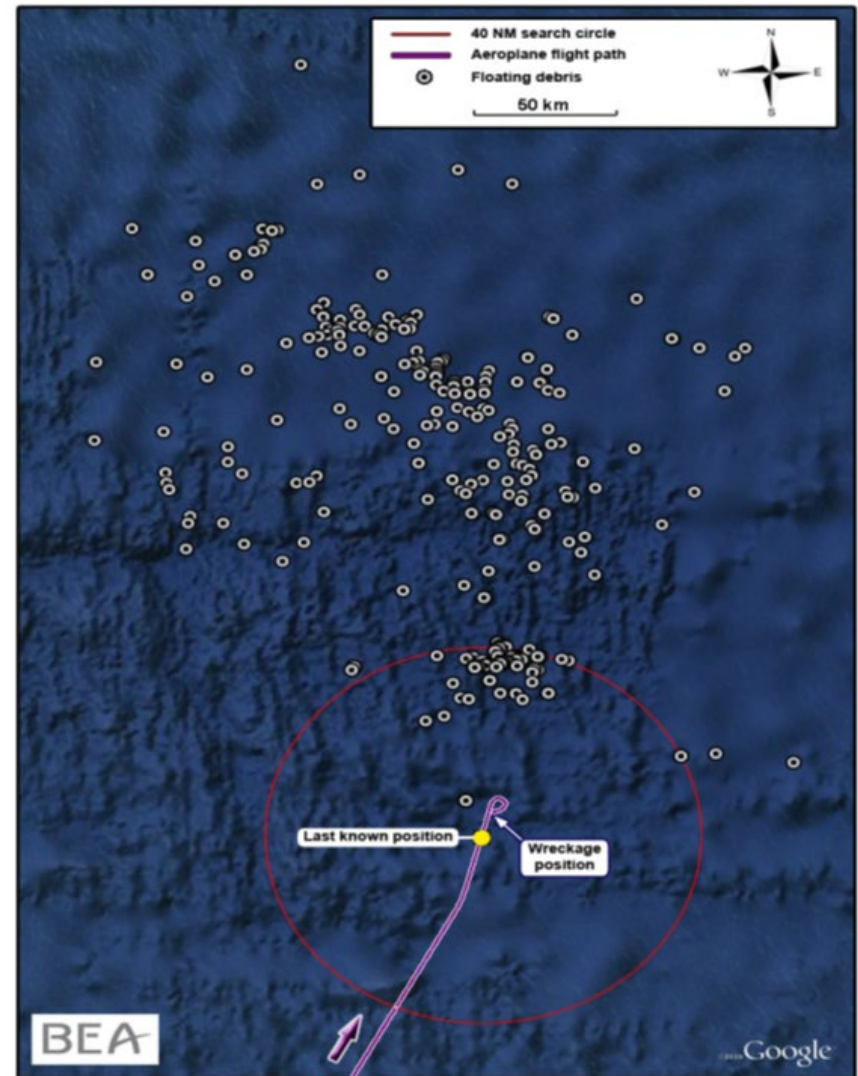 40 NM search circle
Aeroplane flight path
Floating debris
50 km
N
W
E
S
Last known position
Wreckage
position
BEA
Google